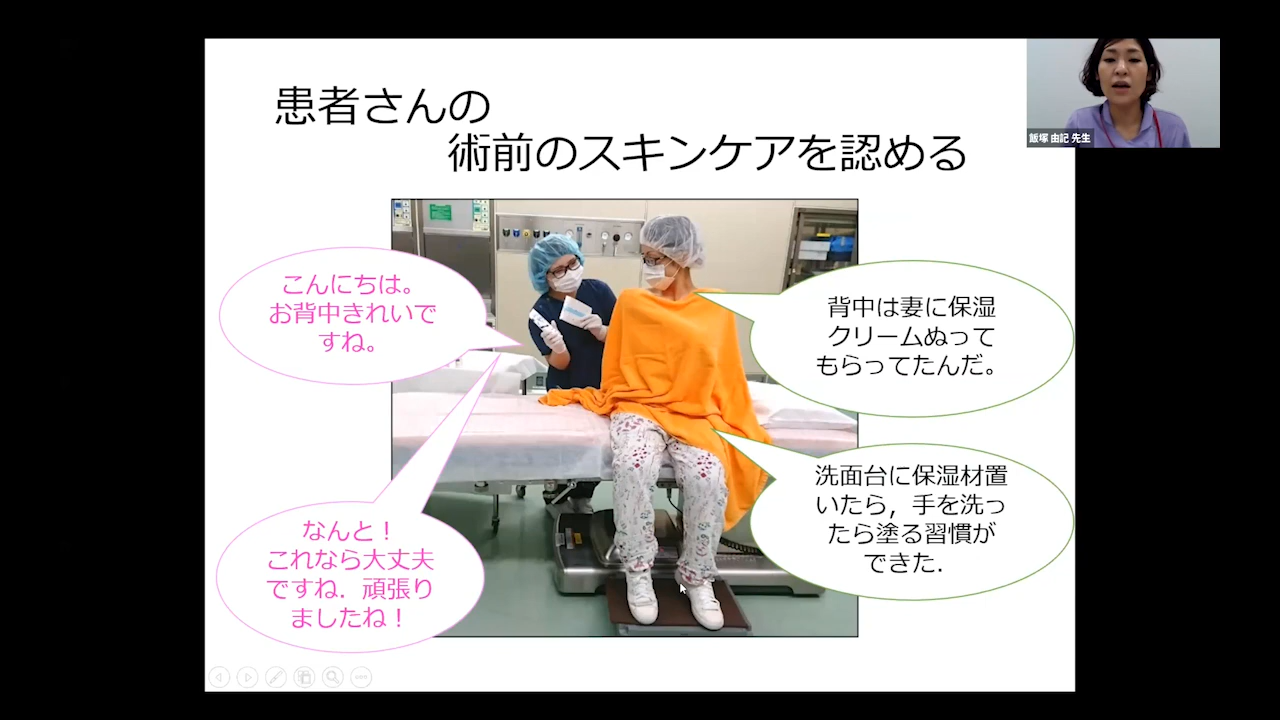 患者さんの
術前のスキンケアを認める
飯塚 由記 先生
こんにちは。
お背中きれいで
すね。
背中は妻に保湿
クリームぬって
もらってたんだ。
洗面台に保湿材置
いたら，手を洗っ
たら塗る習慣が
できた．
なんと！
これなら大丈夫
ですね．頑張り
ましたね！